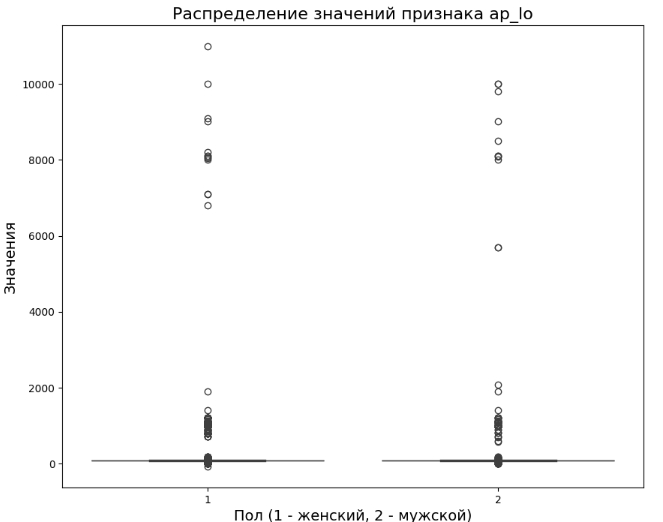 Распределение значений признака ap_lo
Значения
10000
8000
6000
4000
2000
0
1
2
Пол (1 - женский, 2 - мужской)